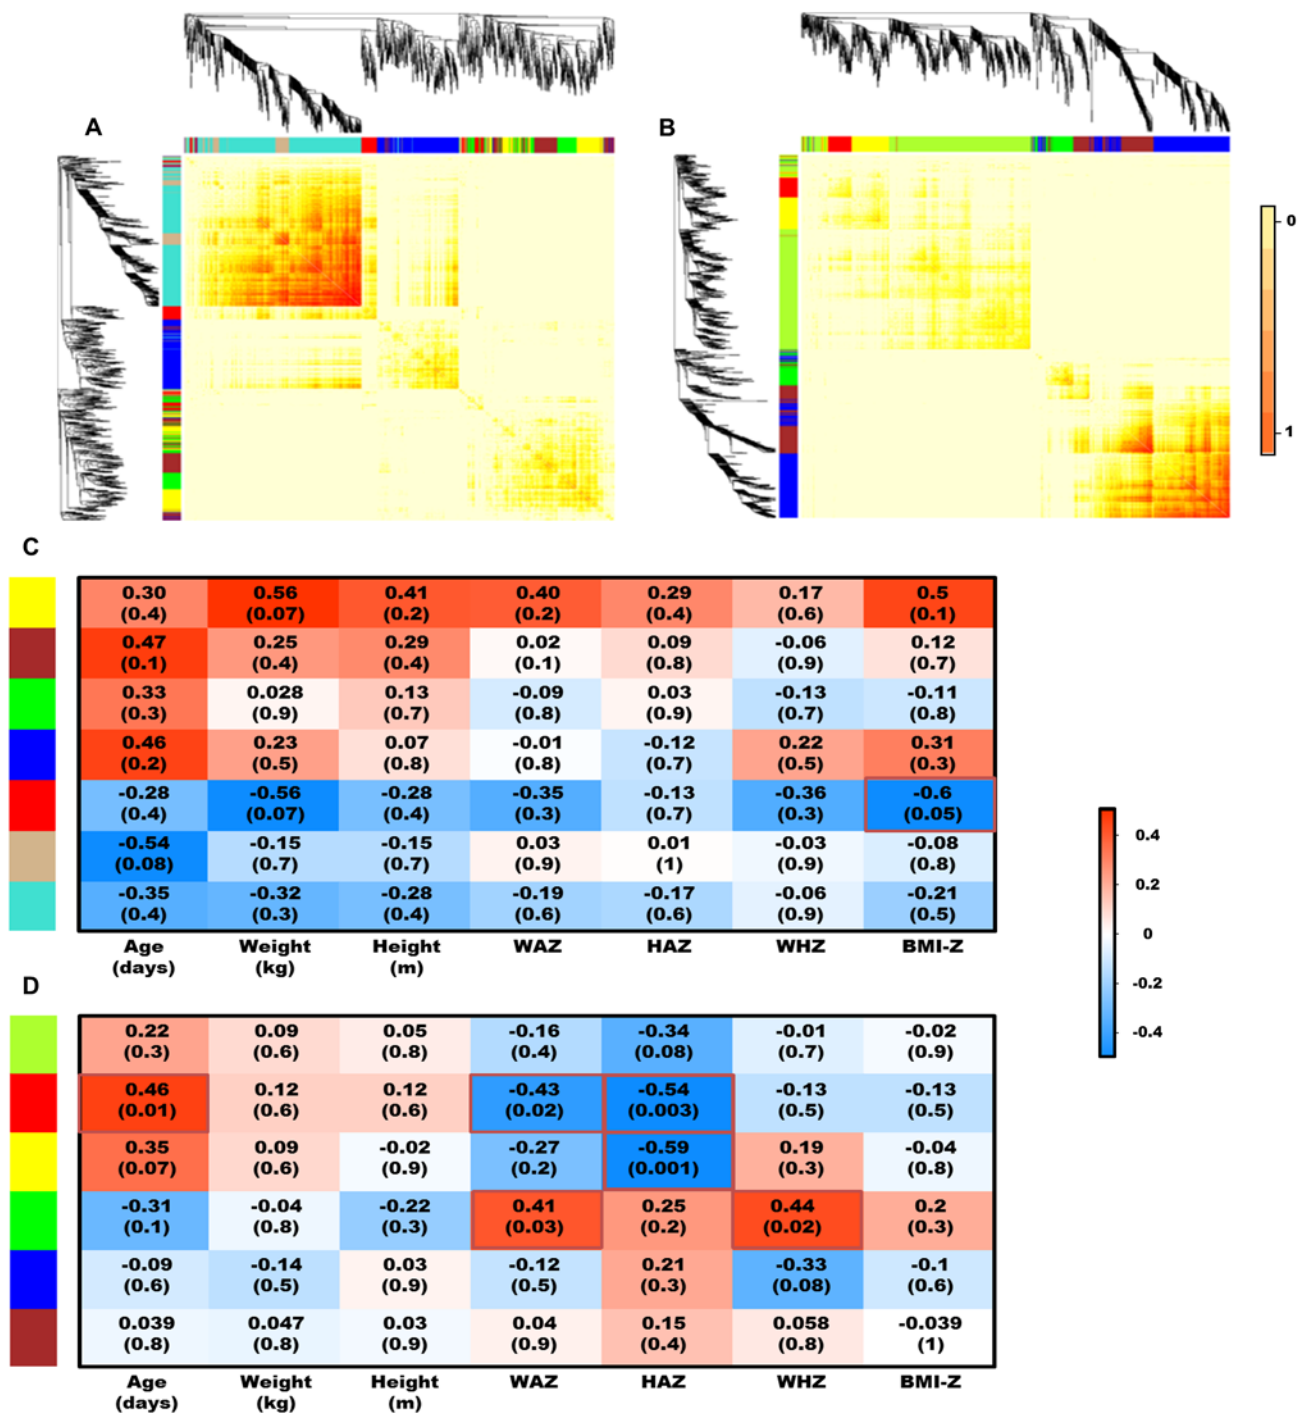 A
B
0
1
C
0.30 0.56 0.41 0.40 0.29 0.17 0.5
(0.4) (0.07) (0.2) (0.2) (0.4) (0.6) (0.1)
0.47 0.25 0.29 0.02 0.09 -0.06 0.12
(0.1) (0.4) (0.4) (0.1) (0.8) (0.9) (0.7)
0.33 0.028 0.13 -0.09 0.03 -0.13 -0.11
(0.3) (0.9) (0.7) (0.8) (0.9) (0.7) (0.8)
0.46 0.23 0.07 -0.01 -0.12 0.22 0.31
(0.2) (0.5) (0.8) (0.8) (0.7) (0.5) (0.3)
-0.28 -0.56 -0.28 -0.35 -0.13 -0.36 -0.6
(0.4) (0.07) (0.4) (0.3) (0.7) (0.3) (0.05)
-0.54 -0.15 -0.15 0.03 0.01 -0.03 -0.08
(0.08) (0.7) (0.7) (0.9) (1) (0.9) (0.8)
-0.35 -0.32 -0.28 -0.19 -0.17 -0.06 -0.21
(0.4) (0.3) (0.4) (0.6) (0.6) (0.9) (0.5)
Age Weight Height WAZ HAZ WHZ BMI-Z
(days) (kg) (m)
0.4
0.2
0
-0.2
-0.4
D
0.22 0.09 0.05 -0.16 -0.34 -0.01 -0.02
(0.3) (0.6) (0.8) (0.4) (0.08) (0.7) (0.9)
0.46 0.12 0.12 -0.43 -0.54 -0.13 -0.13
(0.01) (0.6) (0.6) (0.02) (0.003) (0.5) (0.5)
0.35 0.09 -0.02 -0.27 -0.59 0.19 -0.04
(0.07) (0.6) (0.9) (0.2) (0.001) (0.3) (0.8)
-0.31 -0.04 -0.22 0.41 0.25 0.44 0.2
(0.1) (0.8) (0.3) (0.03) (0.2) (0.02) (0.3)
-0.09 -0.14 0.03 -0.12 0.21 -0.33 -0.1
(0.6) (0.5) (0.9) (0.5) (0.3) (0.08) (0.6)
0.039 0.047 0.03 0.04 0.15 0.058 -0.039
(0.8) (0.8) (0.9) (0.9) (0.4) (0.8) (1)
Age Weight Height WAZ HAZ WHZ BMI-Z
(days) (kg) (m)